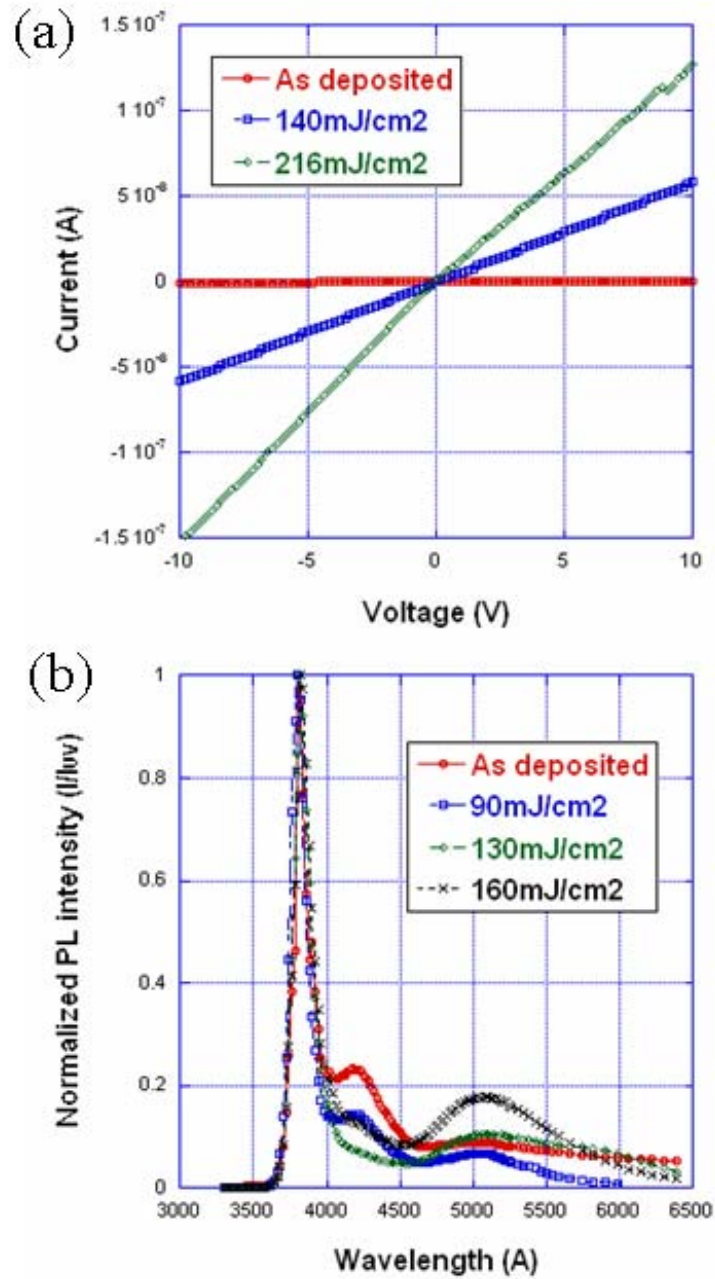 (a)
1.5 10-7
1 10-7
5 10-8
0
-5 10-8
-1 10-7
-1.5 10-7
Current (A)
As deposited
140mJ/cm2
216mJ/cm2
-10 -5 0 5 10
Voltage (V)
(b)
1
0.8
0.6
0.4
0.2
0
Normalized PL intensity (I/Iuv)
As deposited
90mJ/cm2
130mJ/cm2
160mJ/cm2
3000 3500 4000 4500 5000 5500 6000 6500
Wavelength (A)